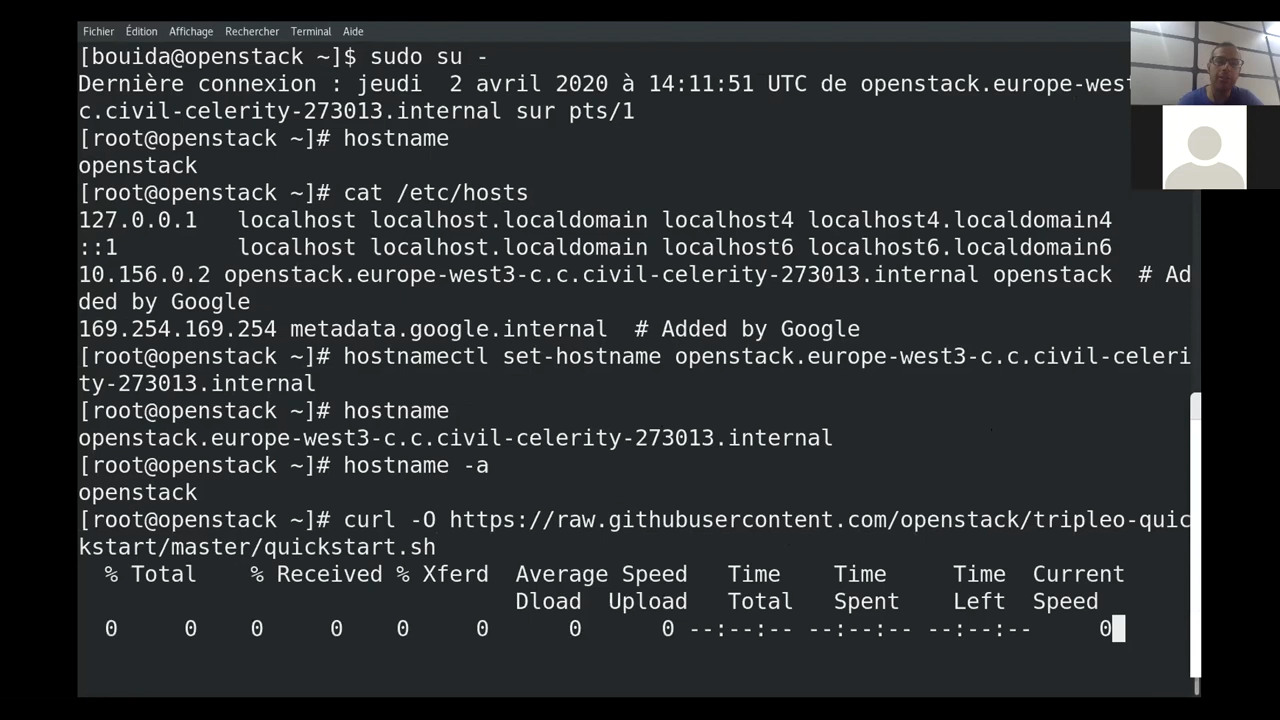 Fichier Édition Affichage Rechercher Terminal Aide
[bouida@openstack ~]$ sudo su -
Dernière connexion : jeudi  2 avril 2020 à 14:11:51 UTC de openstack.europe-west
c.civil-celerity-273013.internal sur pts/1
[root@openstack ~]# hostname
openstack
[root@openstack ~]# cat /etc/hosts
127.0.0.1   localhost localhost.localdomain localhost4 localhost4.localdomain4
::1         localhost localhost.localdomain localhost6 localhost6.localdomain6
10.156.0.2 openstack.europe-west3-c.c.civil-celerity-273013.internal openstack  # Ad
ded by Google
169.254.169.254 metadata.google.internal  # Added by Google
[root@openstack ~]# hostnamectl set-hostname openstack.europe-west3-c.c.civil-celeri
ty-273013.internal
[root@openstack ~]# hostname
openstack.europe-west3-c.c.civil-celerity-273013.internal
[root@openstack ~]# hostname -a
openstack
[root@openstack ~]# curl -O https://raw.githubusercontent.com/openstack/tripleo-quic
kstart/master/quickstart.sh
  % Total    % Received % Xferd  Average Speed   Time    Time     Time  Current
                                 Dload  Upload   Total   Spent    Left  Speed
  0     0    0     0    0     0      0      0 --:--:-- --:--:-- --:--:--     0